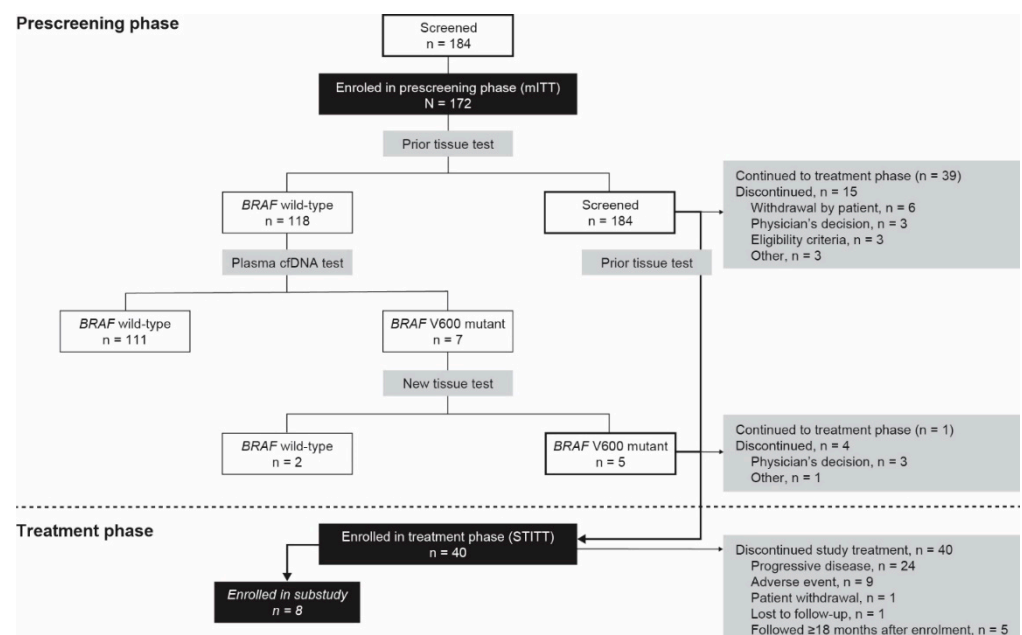 Prescreening phase
Screened
n = 184
Enroled in prescreening phase (mITT)
N = 172
Prior tissue test
BRAF wild-type
n = 118
Screened
n = 184
Continued to treatment phase (n = 39)
Discontinued, n = 15
Withdrawal by patient, n = 6
Physician's decision, n = 3
Eligibility criteria, n = 3
Other, n = 3
Plasma cfDNA test
Prior tissue test
BRAF wild-type
n = 111
BRAF V600 mutant
n = 7
New tissue test
BRAF wild-type
n = 2
BRAF V600 mutant
n = 5
Continued to treatment phase (n = 1)
Discontinued, n = 4
Physician's decision, n = 3
Other, n = 1
Treatment phase
Enrolled in treatment phase (STITT)
n = 40
Enrolled in substudy
n = 8
Discontinued study treatment, n = 40
Progressive disease, n = 24
Adverse event, n = 9
Patient withdrawal, n = 1
Lost to follow-up, n = 1
Followed ≥18 months after enrolment, n = 5